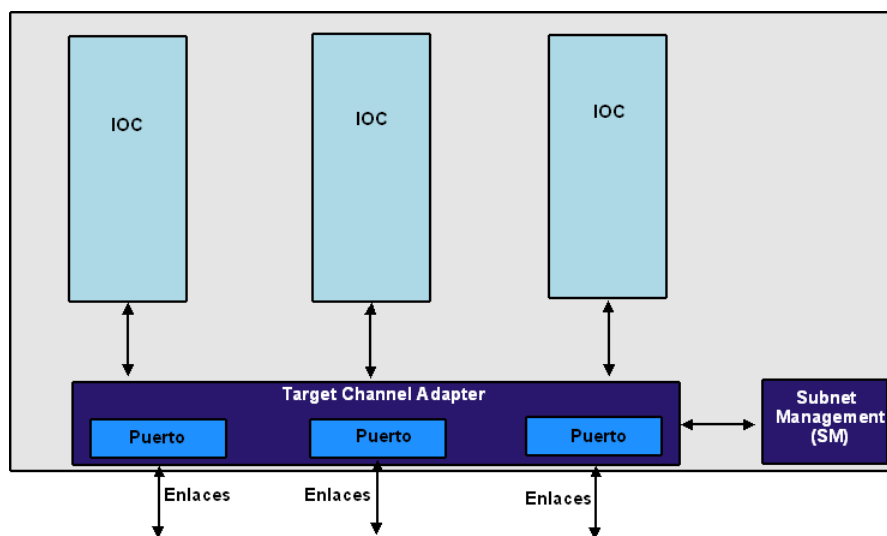 IOC
IOC
IOC
Target Channel Adapter
Puerto
Puerto
Puerto
Subnet
Management
(SM)
Enlaces
Enlaces
Enlaces